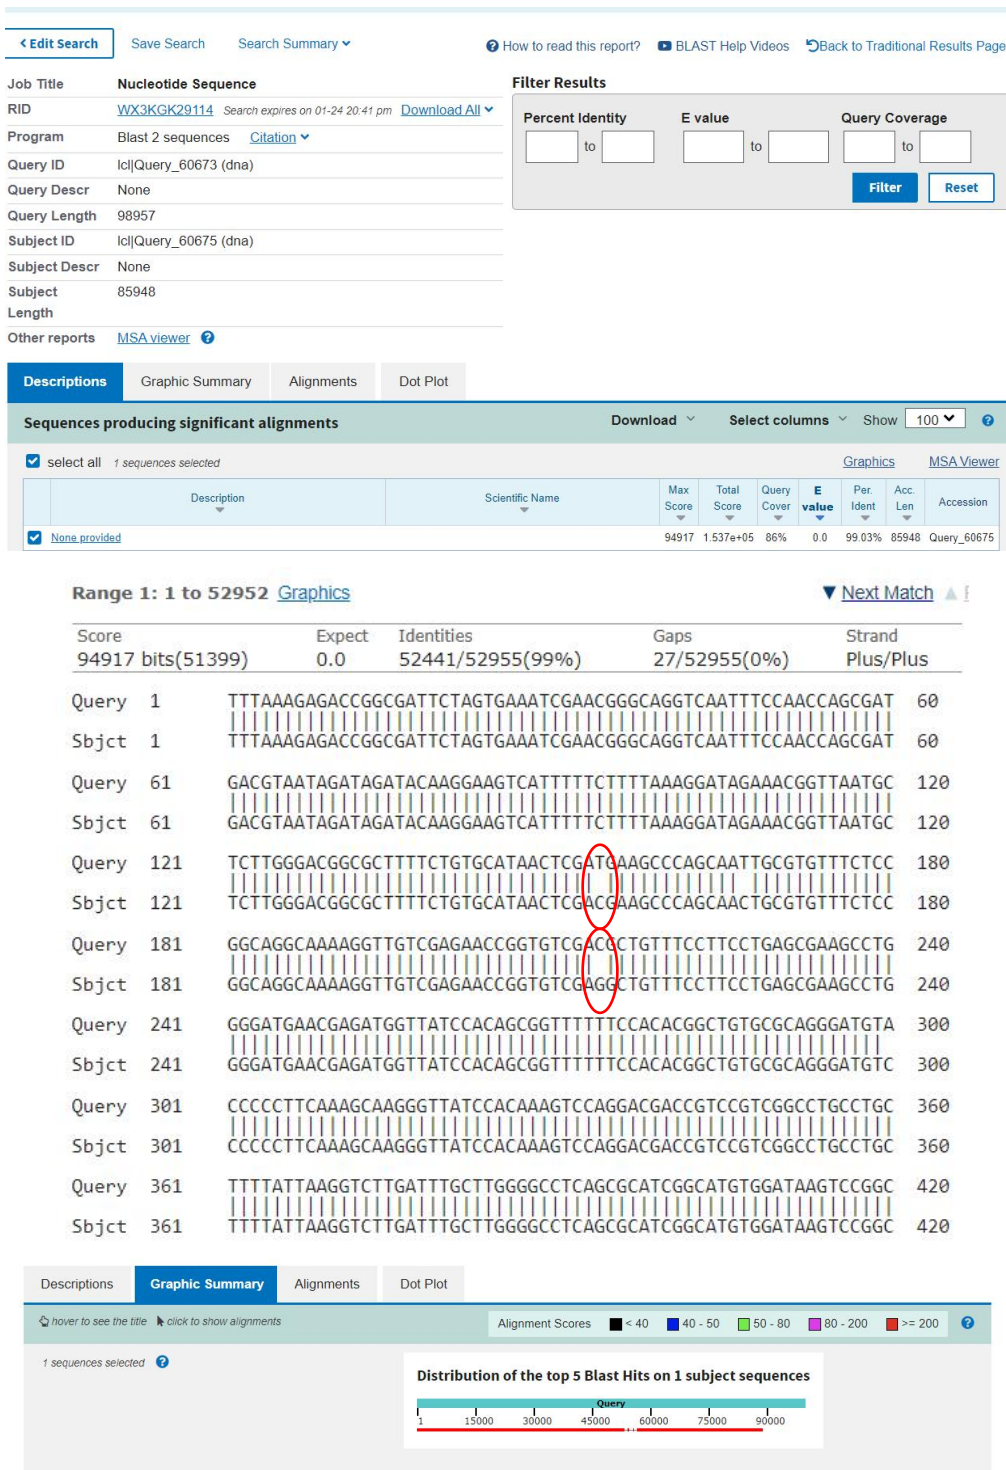 Edit Search Save Search Search Summary How to read this report? BLAST Help Videos Back to Traditional Results Page
Job Title Nucleotide Sequence
RID WX3KGK29114 Search expires on 01-24 20:41 pm Download All
Program Blast 2 sequences Citation
Query ID lcl|Query_60673 (dna)
Query Descr None
Query Length 98957
Subject ID lcl|Query_60675 (dna)
Subject Descr None
Subject Length 85948
Other reports MSA viewer
Filter Results
Percent Identity E value Query Coverage
to to to
Filter Reset
Descriptions Graphic Summary Alignments Dot Plot
Sequences producing significant alignments Download Select columns Show 100
select all 1 sequences selected Graphics MSA Viewer
Description Scientific Name Max Score Total Score Query Cover E value Per. Ident Acc. Len Accession
None provided 94917 1.537e+05 86% 0.0 99.03% 85948 Query_60675
Range 1: 1 to 52952 Graphics Next Match
Score Expect Identities Gaps Strand
94917 bits(51399) 0.0 52441/52955(99%) 27/52955(0%) Plus/Plus
Query 1 TTTAAAGAGACCGGCGATTCTAGTGAAATCGAACGGGCAGGTCAATTTCCAACCAGCGAT 60
Sbjct 1 TTTAAAGAGACCGGCGATTCTAGTGAAATCGAACGGGCAGGTCAATTTCCAACCAGCGAT 60
Query 61 GACGTAATAGATAGATACAAGGAAGTCATTTTTCTTTTAAAGGATAGAAACGGTTAATGC 120
Sbjct 61 GACGTAATAGATAGATACAAGGAAGTCATTTTTCTTTTAAAGGATAGAAACGGTTAATGC 120
Query 121 TCTTGGGACGGCGCTTTTCTGTGCATAACTCGATGAAGCCCAGCAATTGCGTGTTTCTCC 180
Sbjct 121 TCTTGGGACGGCGCTTTTCTGTGCATAACTCGACGAAGCCCAGCAACTGCGTGTTTCTCC 180
Query 181 GGCAGGCAAAAGGTTGTCGAGAACCGGTGTCGACGCTGTTTCCTTCCTGAGCGAAGCCTG 240
Sbjct 181 GGCAGGCAAAAGGTTGTCGAGAACCGGTGTCGAGGCTGTTTCCTTCCTGAGCGAAGCCTG 240
Query 241 GGGATGAACGAGATGGTTATCCACAGCGGTTTTTTCCACACGGCTGTGCGCAGGGATGTA 300
Sbjct 241 GGGATGAACGAGATGGTTATCCACAGCGGTTTTTTCCACACGGCTGTGCGCAGGGATGTC 300
Query 301 CCCCCTTCAAAGCAAGGGTTATCCACAAAGTCCAGGACGACCGTCCGTCGGCCTGCCTGC 360
Sbjct 301 CCCCCTTCAAAGCAAGGGTTATCCACAAAGTCCAGGACGACCGTCCGTCGGCCTGCCTGC 360
Query 361 TTTTATTAAGGTCTTGATTTGCTTGGGGCCTCAGCGCATCGGCATGTGGATAAGTCCGGC 420
Sbjct 361 TTTTATTAAGGTCTTGATTTGCTTGGGGCCTCAGCGCATCGGCATGTGGATAAGTCCGGC 420
Descriptions Graphic Summary Alignments Dot Plot
hover to see the title click to show alignments Alignment Scores < 40 40 - 50 50 - 80 80 - 200 >= 200
1 sequences selected
Distribution of the top 5 Blast Hits on 1 subject sequences
Query
1 15000 30000 45000 60000 75000 90000